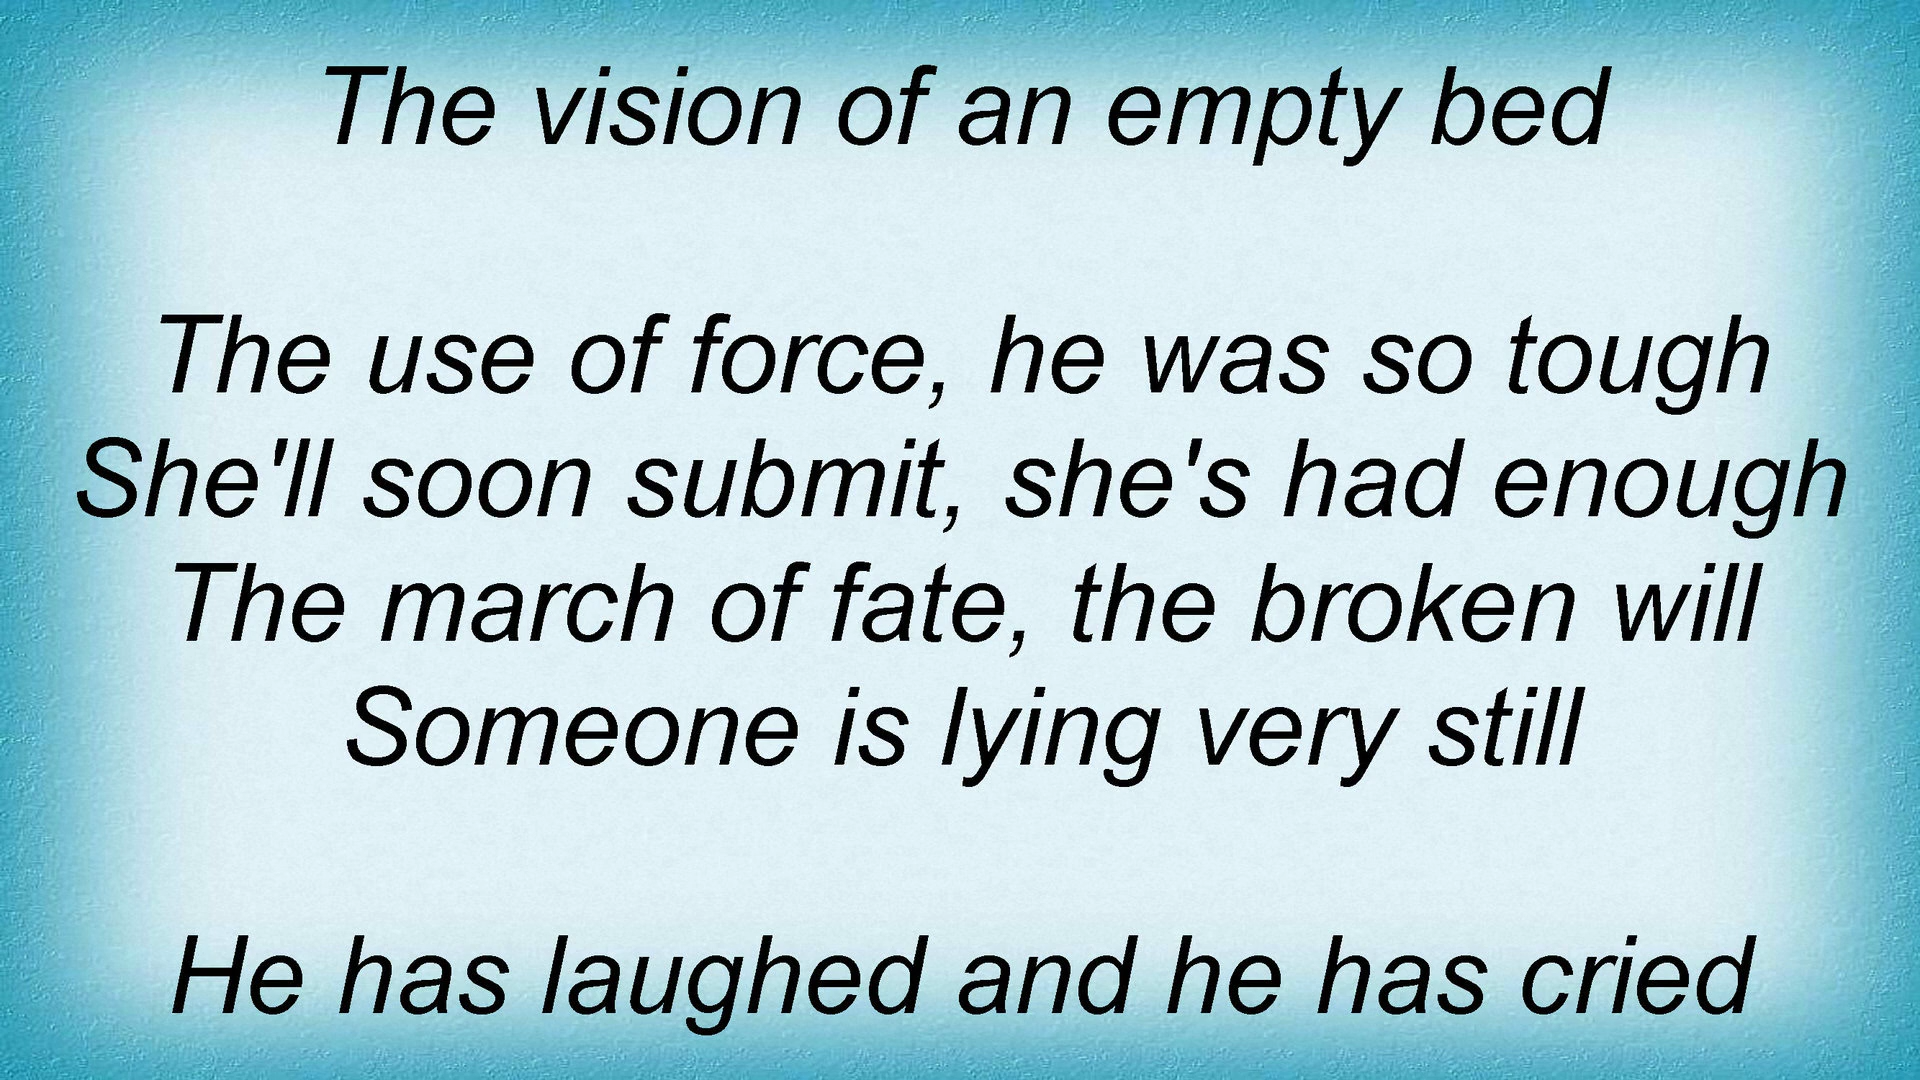 The vision of an empty bed
The use of force, he was so tough
She'll soon submit, she's had enough
The march of fate, the broken will
Someone is lying very still
He has laughed and he has cried